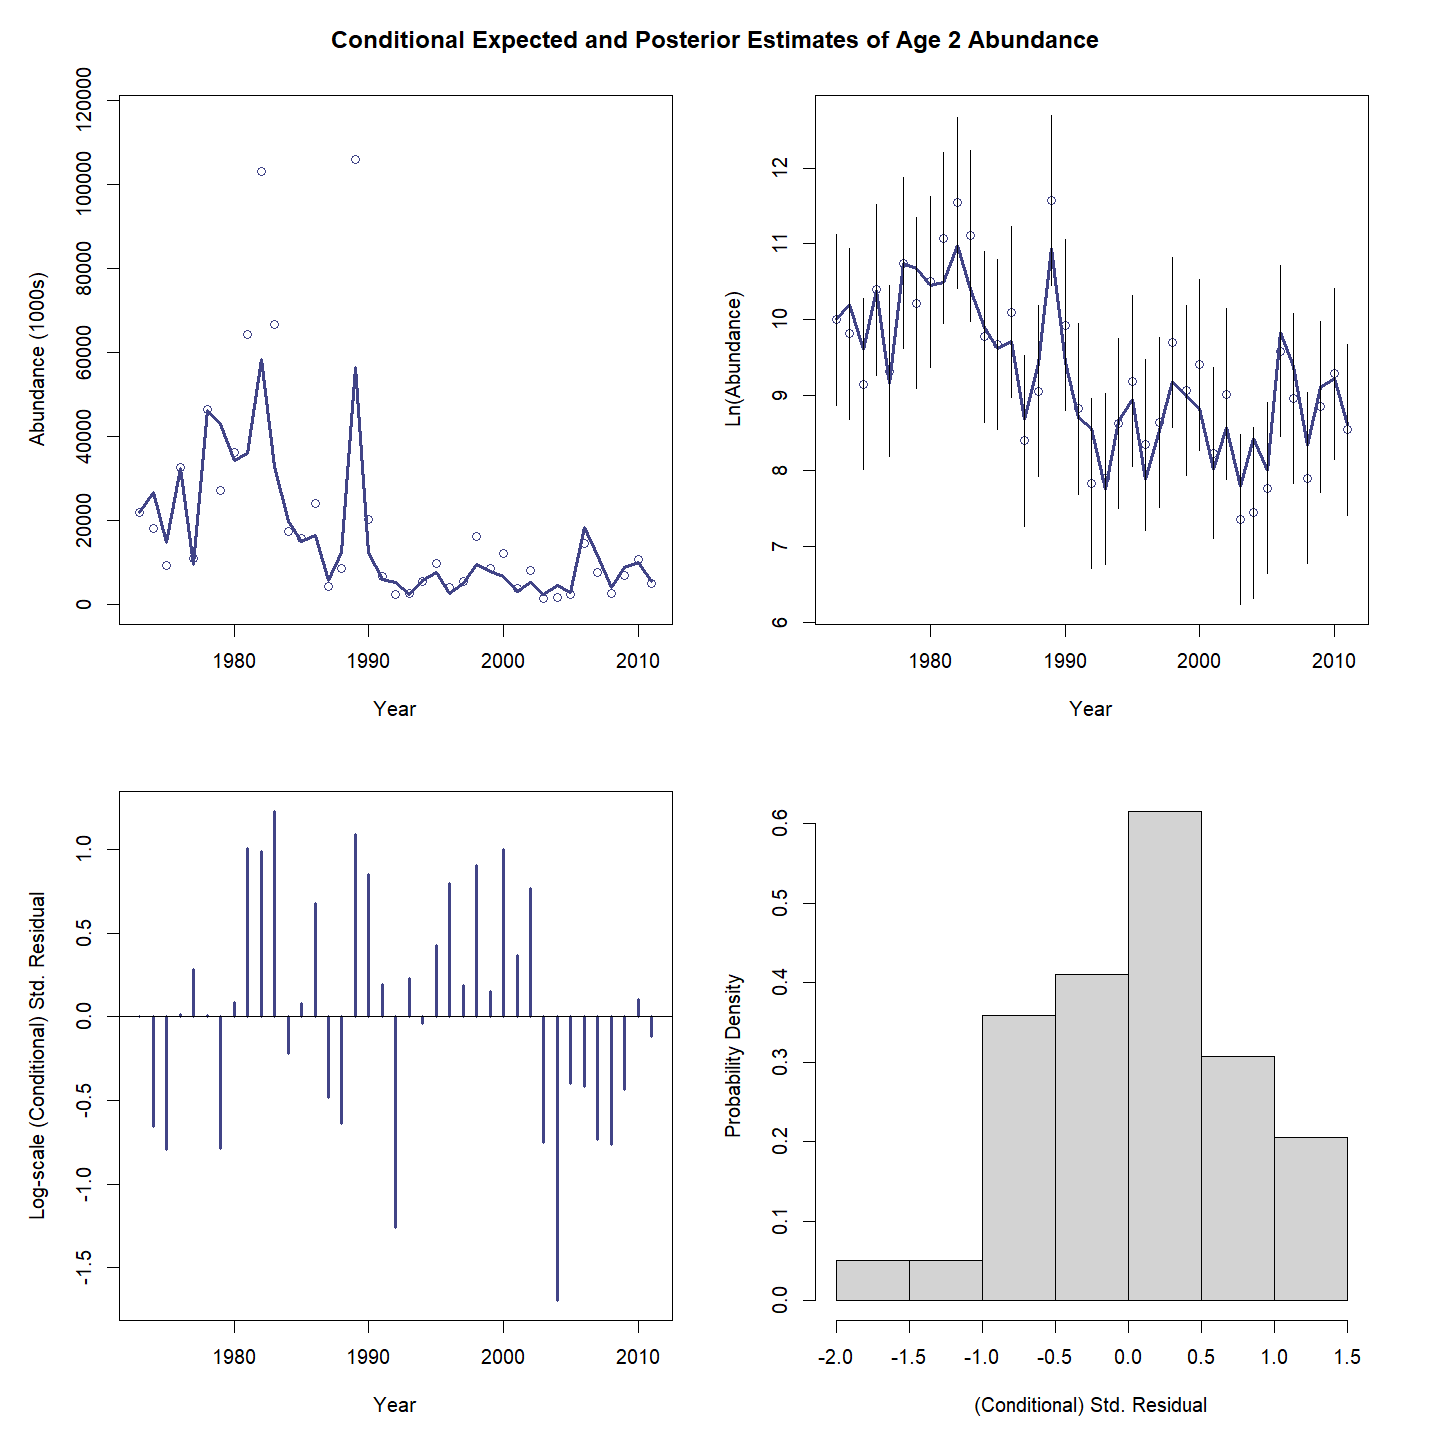 Conditional Expected and Posterior Estimates of Age 2 Abundance
Abundance (1000s)
0
20000
40000
60000
80000
100000
120000
1980 1990 2000 2010
Year
Ln(Abundance)
6
7
8
9
10
11
12
1980 1990 2000 2010
Year
Log-scale (Conditional) Std. Residual
-1.5
-1.0
-0.5
0.0
0.5
1.0
1980 1990 2000 2010
Year
Probability Density
0.0
0.1
0.2
0.3
0.4
0.5
0.6
-2.0 -1.5 -1.0 -0.5 0.0 0.5 1.0 1.5
(Conditional) Std. Residual